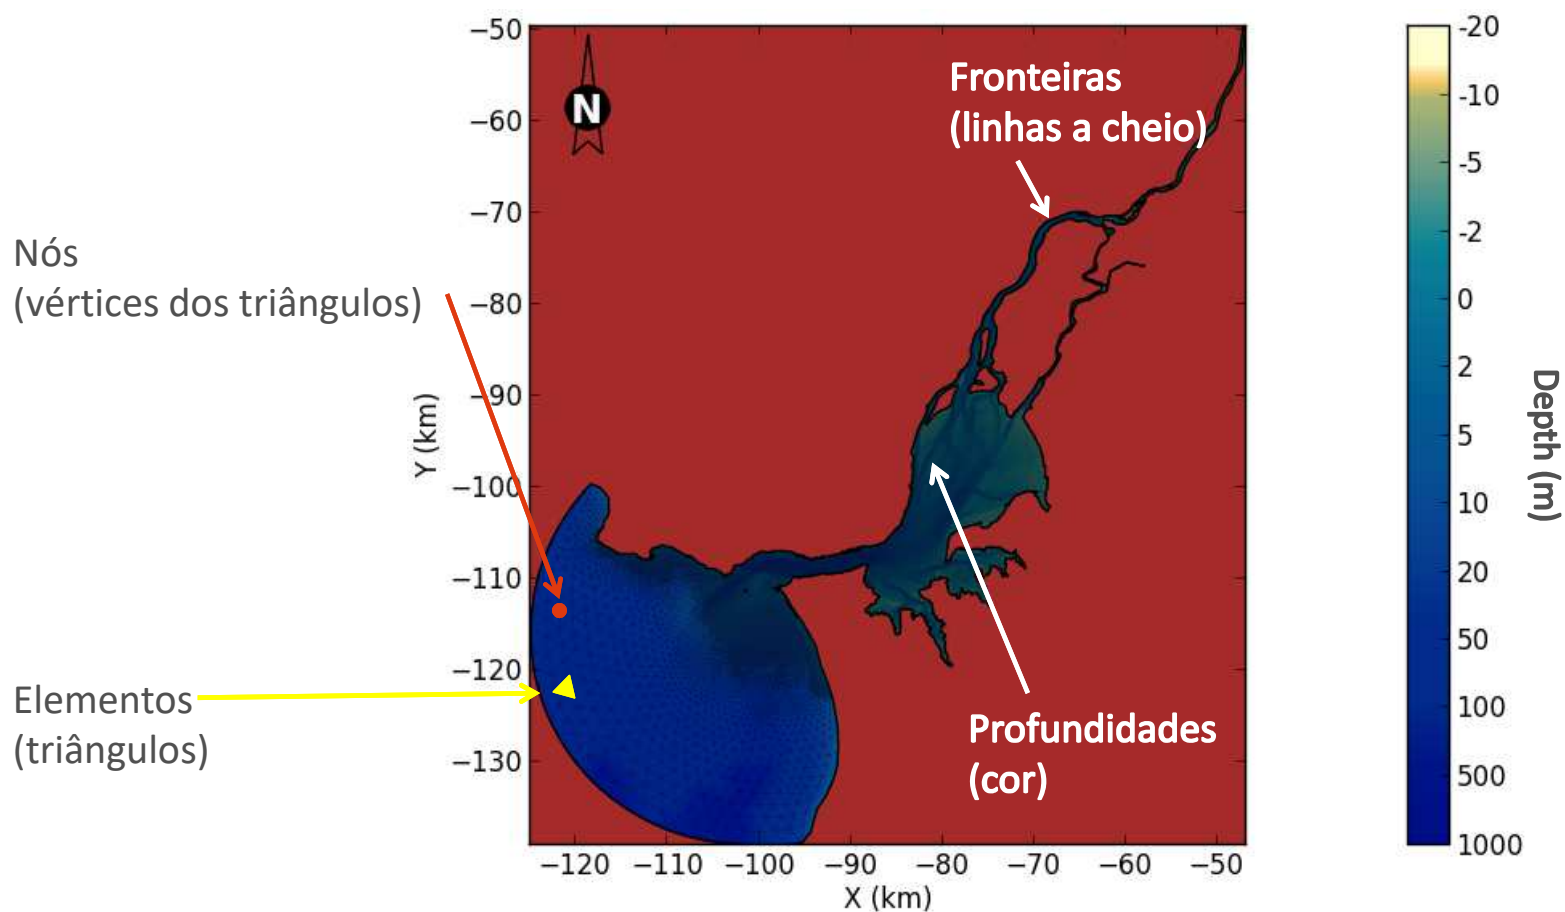 Nós
(vértices dos triângulos)
Elementos
(triângulos)
N
Fronteiras
(linhas a cheio)
Profundidades
(cor)
−50
−60
−70
−80
−90
−100
−110
−120
−130
Y (km)
−120 −110 −100 −90 −80 −70 −60 −50
X (km)
-20
-10
-5
-2
0
2
5
10
20
50
100
500
1000
Depth (m)